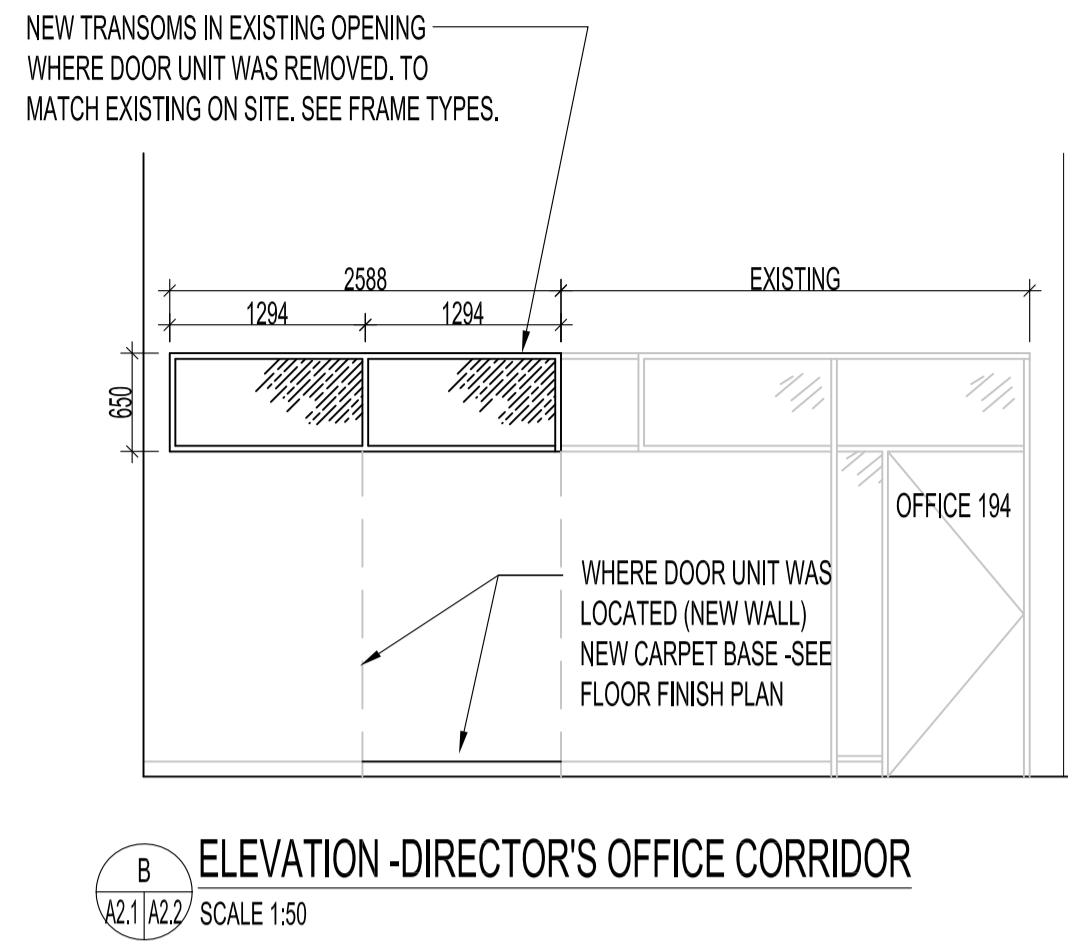 NEW TRANSOMS IN EXISTING OPENING
WHERE DOOR UNIT WAS REMOVED. TO
MATCH EXISTING ON SITE. SEE FRAME TYPES.
2588
EXISTING
1294
1294
650
OFFICE 194
WHERE DOOR UNIT WAS
LOCATED (NEW WALL)
NEW CARPET BASE -SEE
FLOOR FINISH PLAN
B
A2.1
A2.2
ELEVATION -DIRECTOR'S OFFICE CORRIDOR
SCALE 1:50